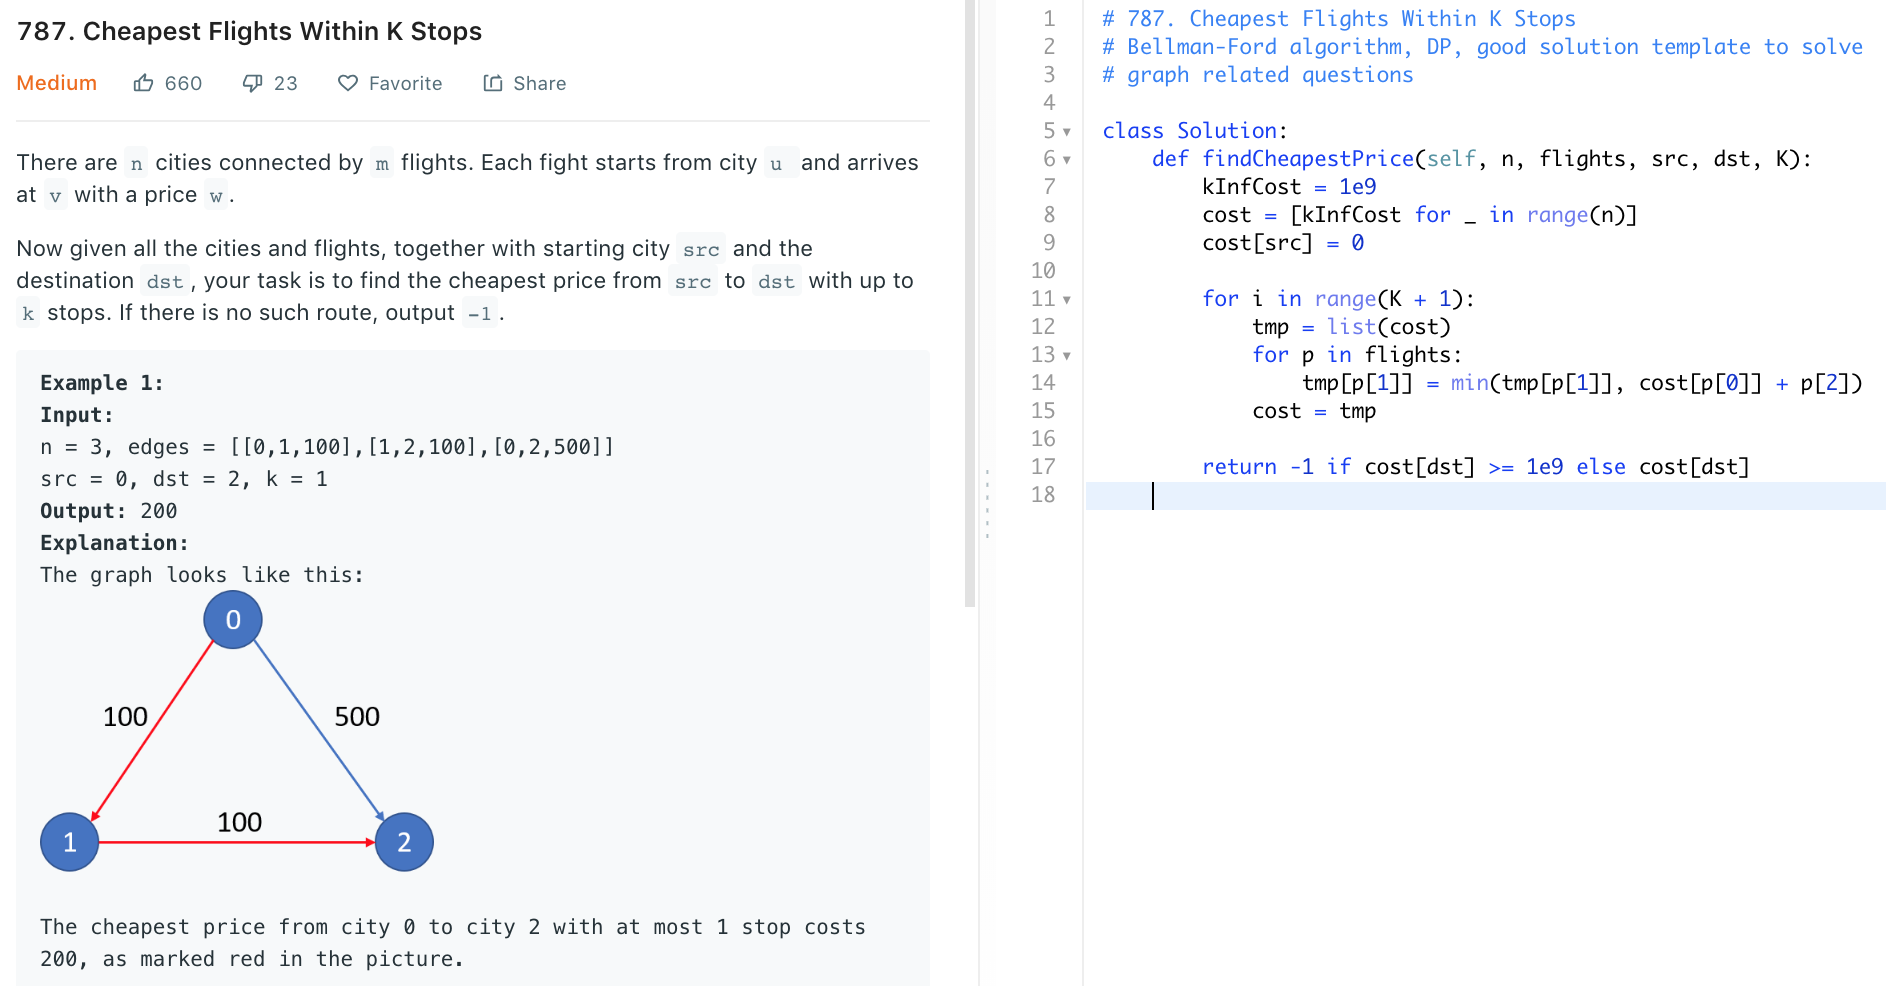 787. Cheapest Flights Within K Stops
Medium 660 23 Favorite Share
There are n cities connected by m flights. Each fight starts from city u and arrives
at v with a price w.
Now given all the cities and flights, together with starting city src and the
destination dst, your task is to find the cheapest price from src to dst with up to
k stops. If there is no such route, output -1.
Example 1:
Input:
n = 3, edges = [[0,1,100],[1,2,100],[0,2,500]]
src = 0, dst = 2, k = 1
Output: 200
Explanation:
The graph looks like this:
0
100 500
100
1 2
The cheapest price from city 0 to city 2 with at most 1 stop costs
200, as marked red in the picture.
1 # 787. Cheapest Flights Within K Stops
2 # Bellman-Ford algorithm, DP, good solution template to solve
3 # graph related questions
4
5 class Solution:
6     def findCheapestPrice(self, n, flights, src, dst, K):
7         kInfCost = 1e9
8         cost = [kInfCost for _ in range(n)]
9         cost[src] = 0
10
11         for i in range(K + 1):
12             tmp = list(cost)
13             for p in flights:
14                 tmp[p[1]] = min(tmp[p[1]], cost[p[0]] + p[2])
15             cost = tmp
16
17         return -1 if cost[dst] >= 1e9 else cost[dst]
18